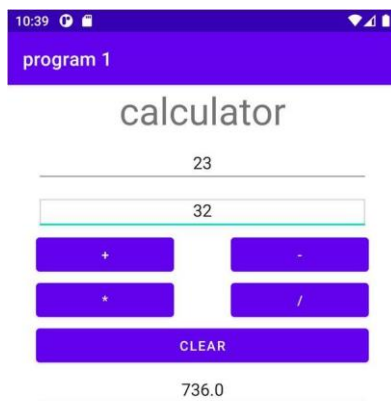 10:39
program 1
calculator
23
32
+ -
* /
CLEAR
736.0